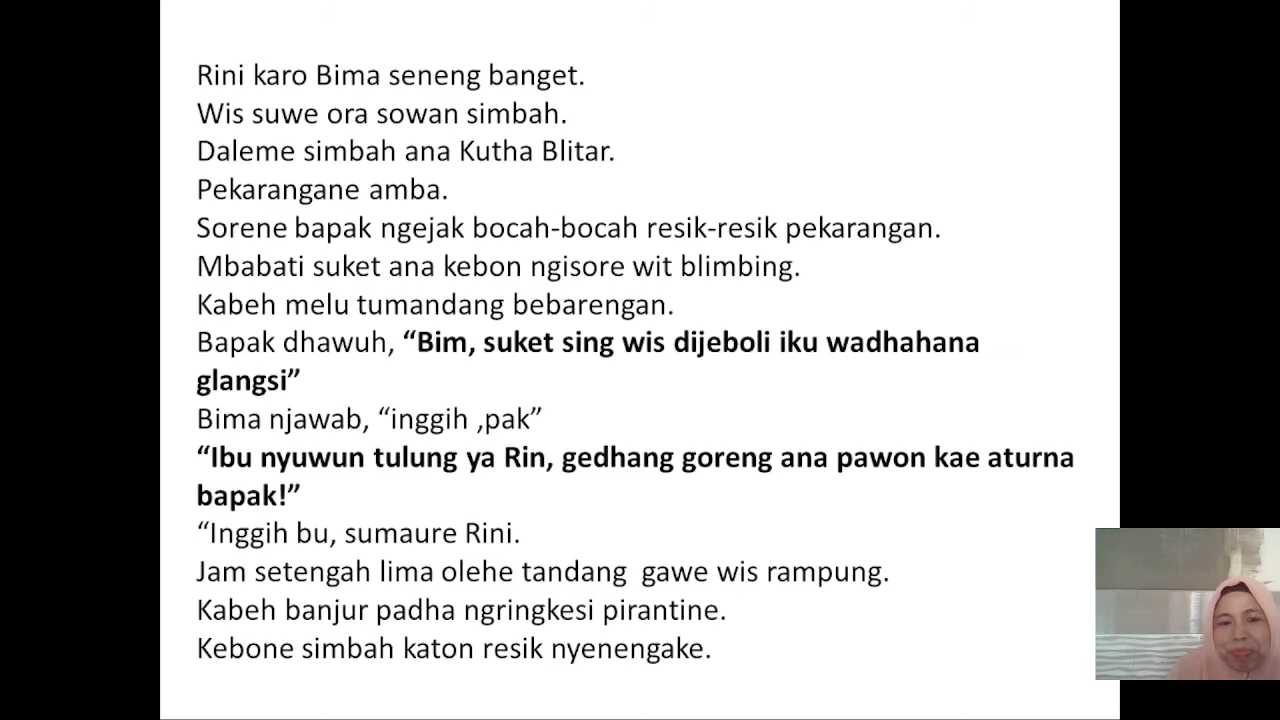 Rini karo Bima seneng banget.
Wis suwe ora sowan simbah.
Daleme simbah ana Kutha Blitar.
Pekarangane amba.
Sorene bapak ngejak bocah-bocah resik-resik pekarangan.
Mbabati suket ana kebon ngisore wit blimbing.
Kabeh melu tumandang bebarengan.
Bapak dhawuh, “Bim, suket sing wis dijeboli iku wadhahana
glangsi”
Bima njawab, “inggih ,pak”
“Ibu nyuwun tulung ya Rin, gedhang goreng ana pawon kae aturna
bapak!”
“Inggih bu, sumaure Rini.
Jam setengah lima olehe tandang  gawe wis rampung.
Kabeh banjur padha ngringkesi pirantine.
Kebone simbah katon resik nyenengake.